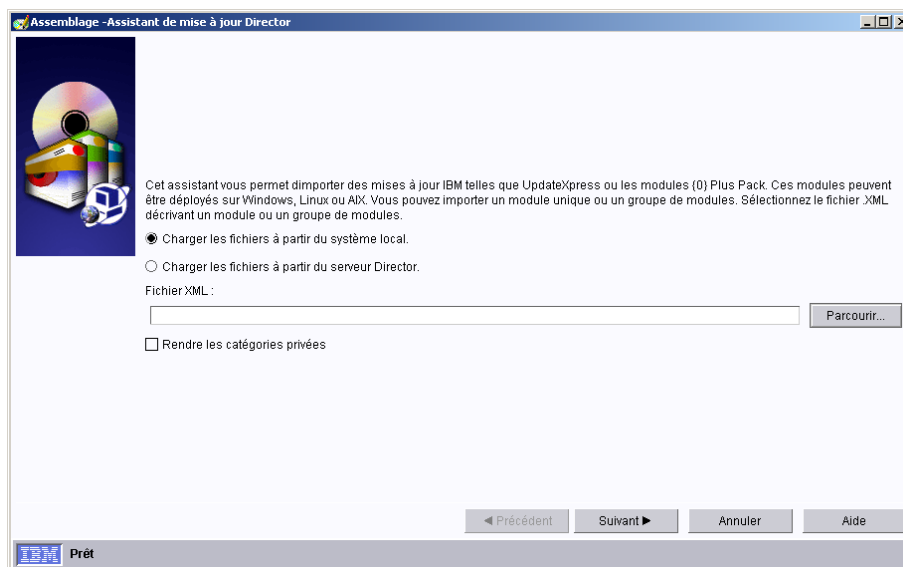 Assemblage -Assistant de mise à jour Director
Cet assistant vous permet dimporter des mises à jour IBM telles que UpdateXpress ou les modules {0} Plus Pack. Ces modules peuvent
être déployés sur Windows, Linux ou AIX. Vous pouvez importer un module unique ou un groupe de modules. Sélectionnez le fichier .XML
décrivant un module ou un groupe de modules.
Charger les fichiers à partir du système local.
Charger les fichiers à partir du serveur Director.
Fichier XML :
Parcourir...
Rendre les catégories privées
Précédent Suivant Annuler Aide
IBM Prêt